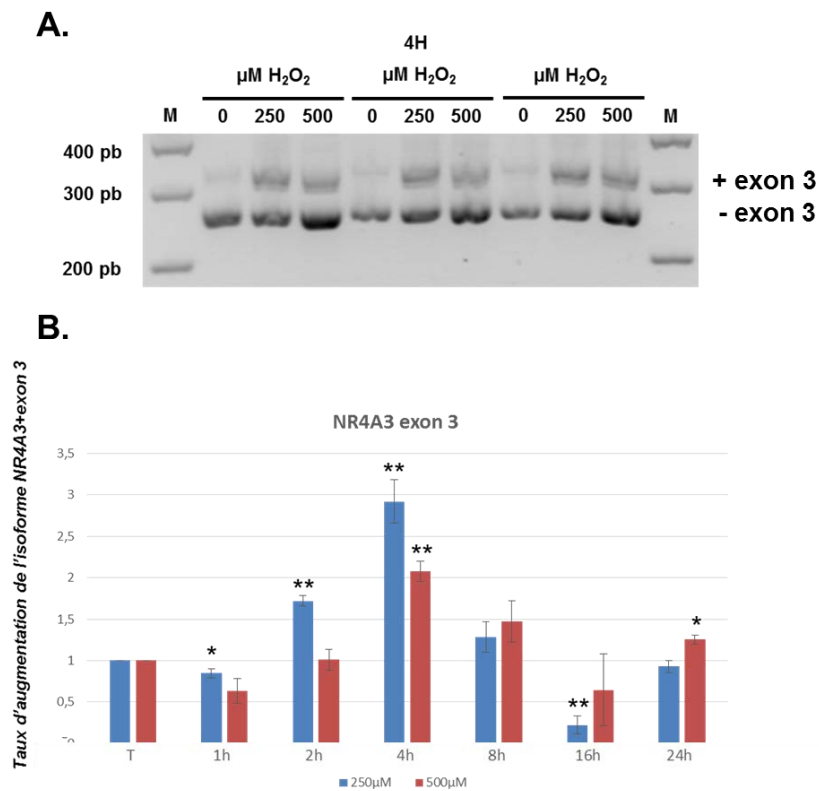 A.
4H
µM H₂O₂ µM H₂O₂ µM H₂O₂
M 0 250 500 0 250 500 0 250 500 M
400 pb
300 pb
200 pb
+ exon 3
- exon 3
B.
Taux d'augmentation de l'isoforme NR4A3+exon 3
NR4A3 exon 3
3,5
3
2,5
2
1,5
1
0,5
**
**
**
*
*
**
T 1h 2h 4h 8h 16h 24h
250µM 500µM